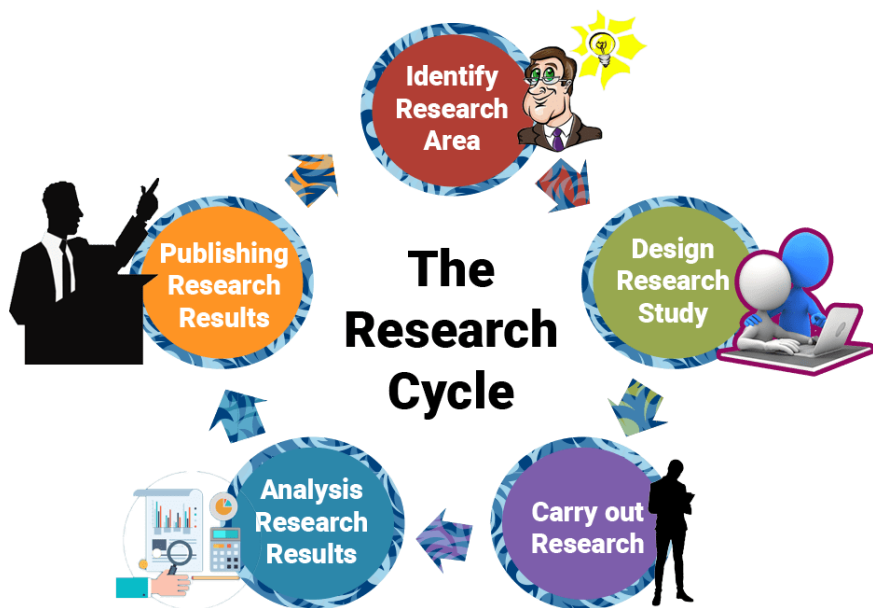 Identify
Research
Area
Design
Research
Study
Carry out
Research
Analysis
Research
Results
Publishing
Research
Results
The
Research
Cycle